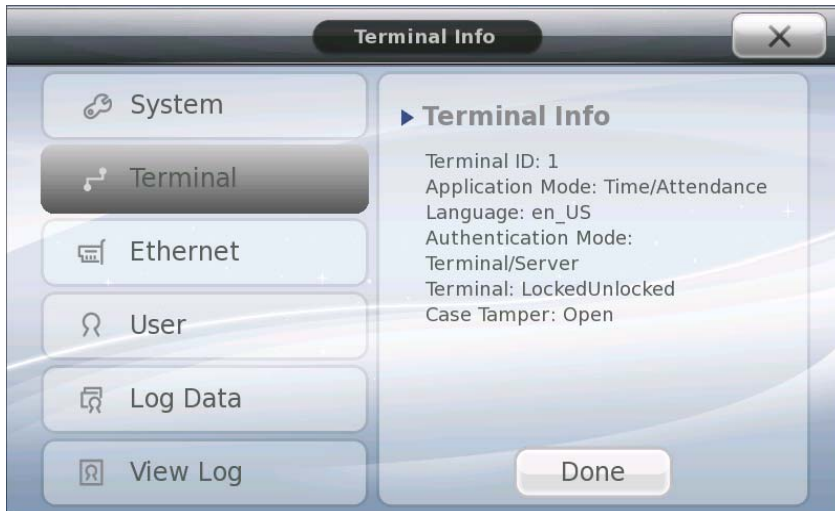 Terminal Info
System
Terminal
Ethernet
User
Log Data
View Log
Terminal Info
Terminal ID: 1
Application Mode: Time/Attendance
Language: en_US
Authentication Mode:
Terminal/Server
Terminal: LockedUnlocked
Case Tamper: Open
Done